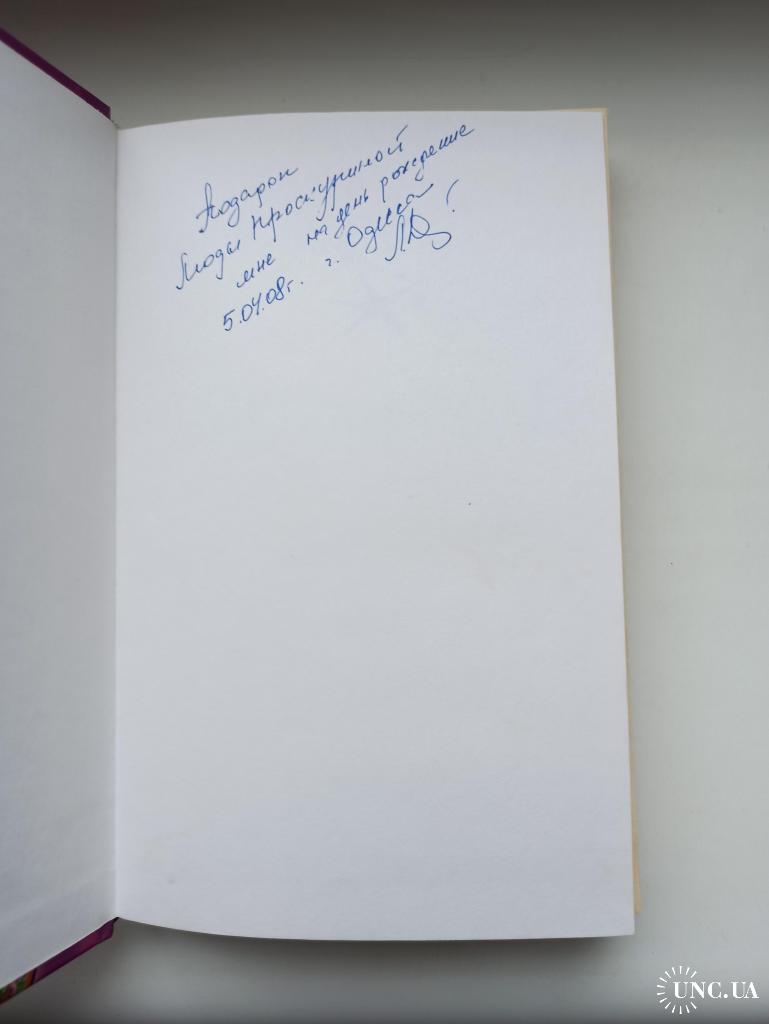 Подарок
Люды Проскуриной
мне на день рождение
5.04.08г. г. Одесса
UNC.UA